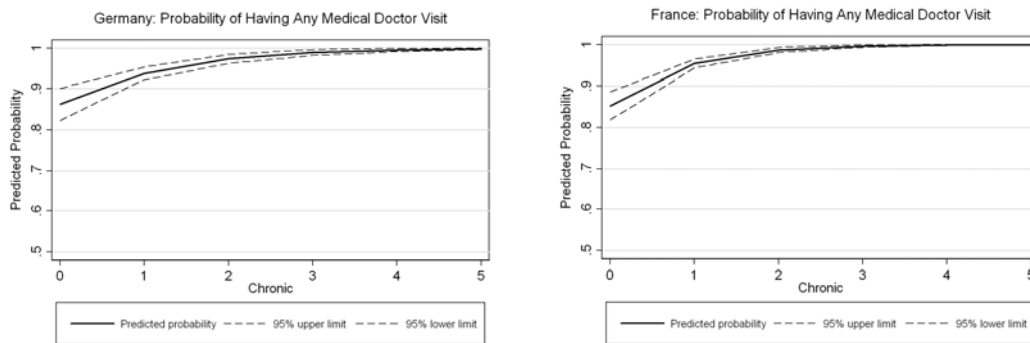 Germany: Probability of Having Any Medical Doctor Visit
Predicted Probability
1
.9
.8
.7
.6
.5
0 1 2 3 4 5
Chronic
Predicted probability 95% upper limit 95% lower limit
France: Probability of Having Any Medical Doctor Visit
Predicted Probability
1
.9
.8
.7
.6
.5
0 1 2 3 4 5
Chronic
Predicted probability 95% upper limit 95% lower limit